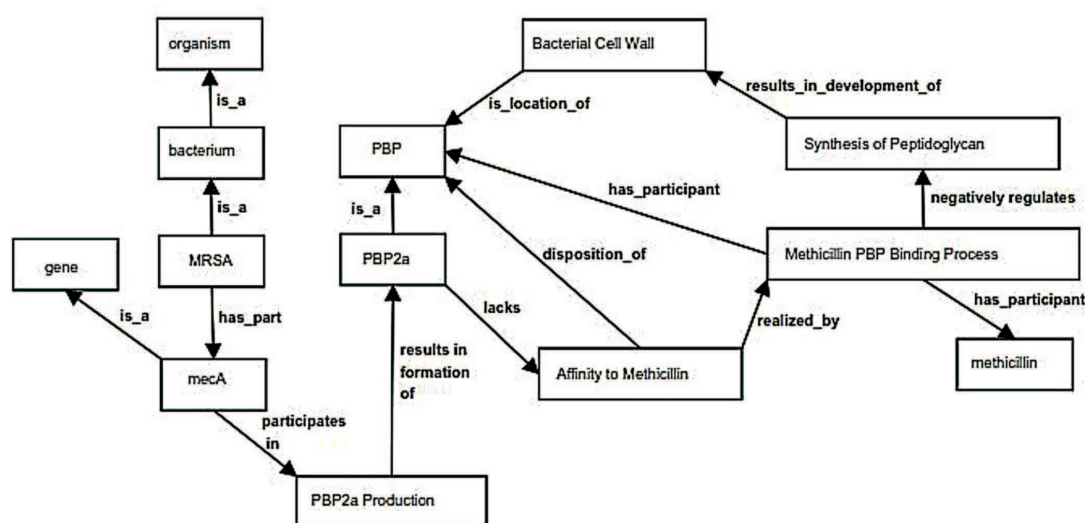 organism
Bacterial Cell Wall
is_a
results_in_development_of
is_location_of
bacterium
PBP
Synthesis of Peptidoglycan
has_participant
is_a
is_a
negatively regulates
gene
MRSA
PBP2a
disposition_of
Methicillin PBP Binding Process
lacks
has_participant
is_a
has_part
realized_by
results in
formation
of
mecA
Affinity to Methicillin
methicillin
participates
in
PBP2a Production